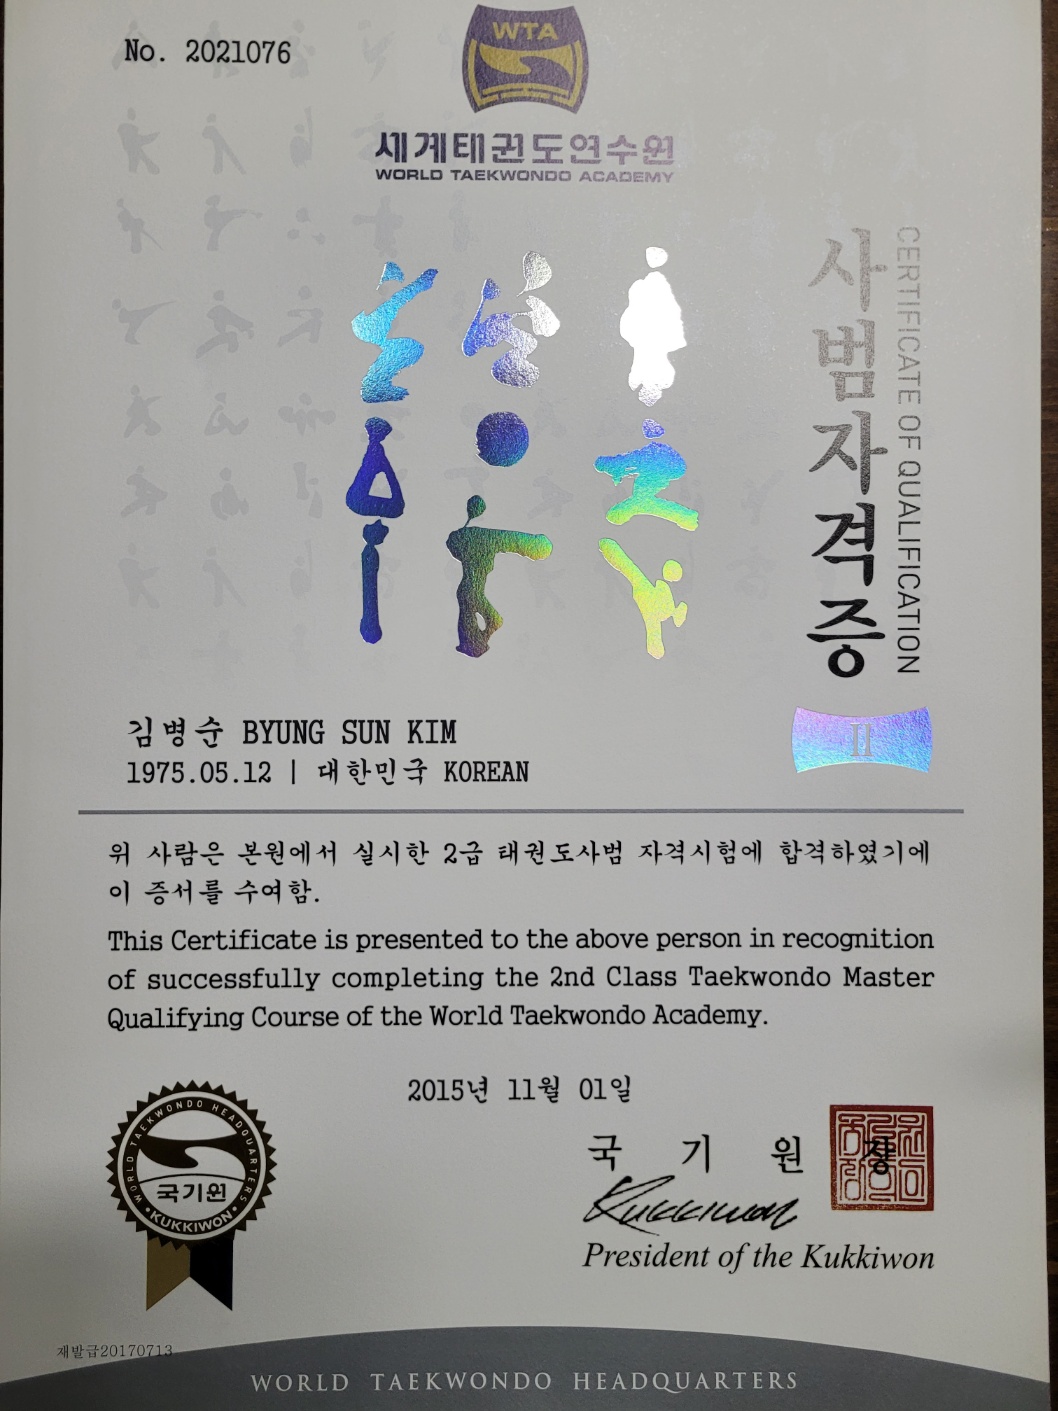 No. 2021076
WTA
세계태권도연수원
WORLD TAEKWONDO ACADEMY
사범자격증
CERTIFICATE OF QUALIFICATION
II
김병순 BYUNG SUN KIM
1975.05.12 | 대한민국 KOREAN
위 사람은 본원에서 실시한 2급 태권도사범 자격시험에 합격하였기에
이 증서를 수여함.
This Certificate is presented to the above person in recognition
of successfully completing the 2nd Class Taekwondo Master
Qualifying Course of the World Taekwondo Academy.
2015년 11월 01일
WORLD TAEKWONDO HEADQUARTERS
국기원
KUKKIWON
국 기 원 장
Kukkiwon
President of the Kukkiwon
재발급20170713
WORLD TAEKWONDO HEADQUARTERS